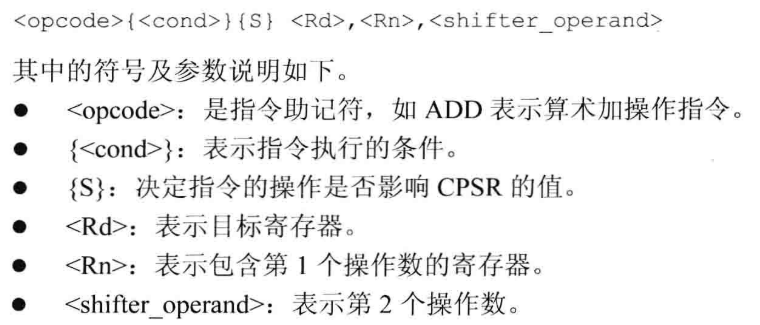 <opcode>{<cond>}{S} <Rd>,<Rn>,<shifter_operand>
其中的符号及参数说明如下。
● <opcode>：是指令助记符，如 ADD 表示算术加操作指令。
● {<cond>}：表示指令执行的条件。
● {S}：决定指令的操作是否影响 CPSR 的值。
● <Rd>：表示目标寄存器。
● <Rn>：表示包含第 1 个操作数的寄存器。
● <shifter_operand>：表示第 2 个操作数。